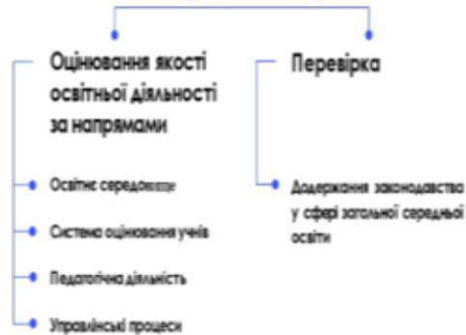 Оцінювання якості
освітньої діяльності
за напрямами
Освітнє середовище
Система оцінювання учнів
Педагогічна діяльність
Управлінські процеси
Перевірка
Додержання законодавства
у сфері загальної середньої
освіти